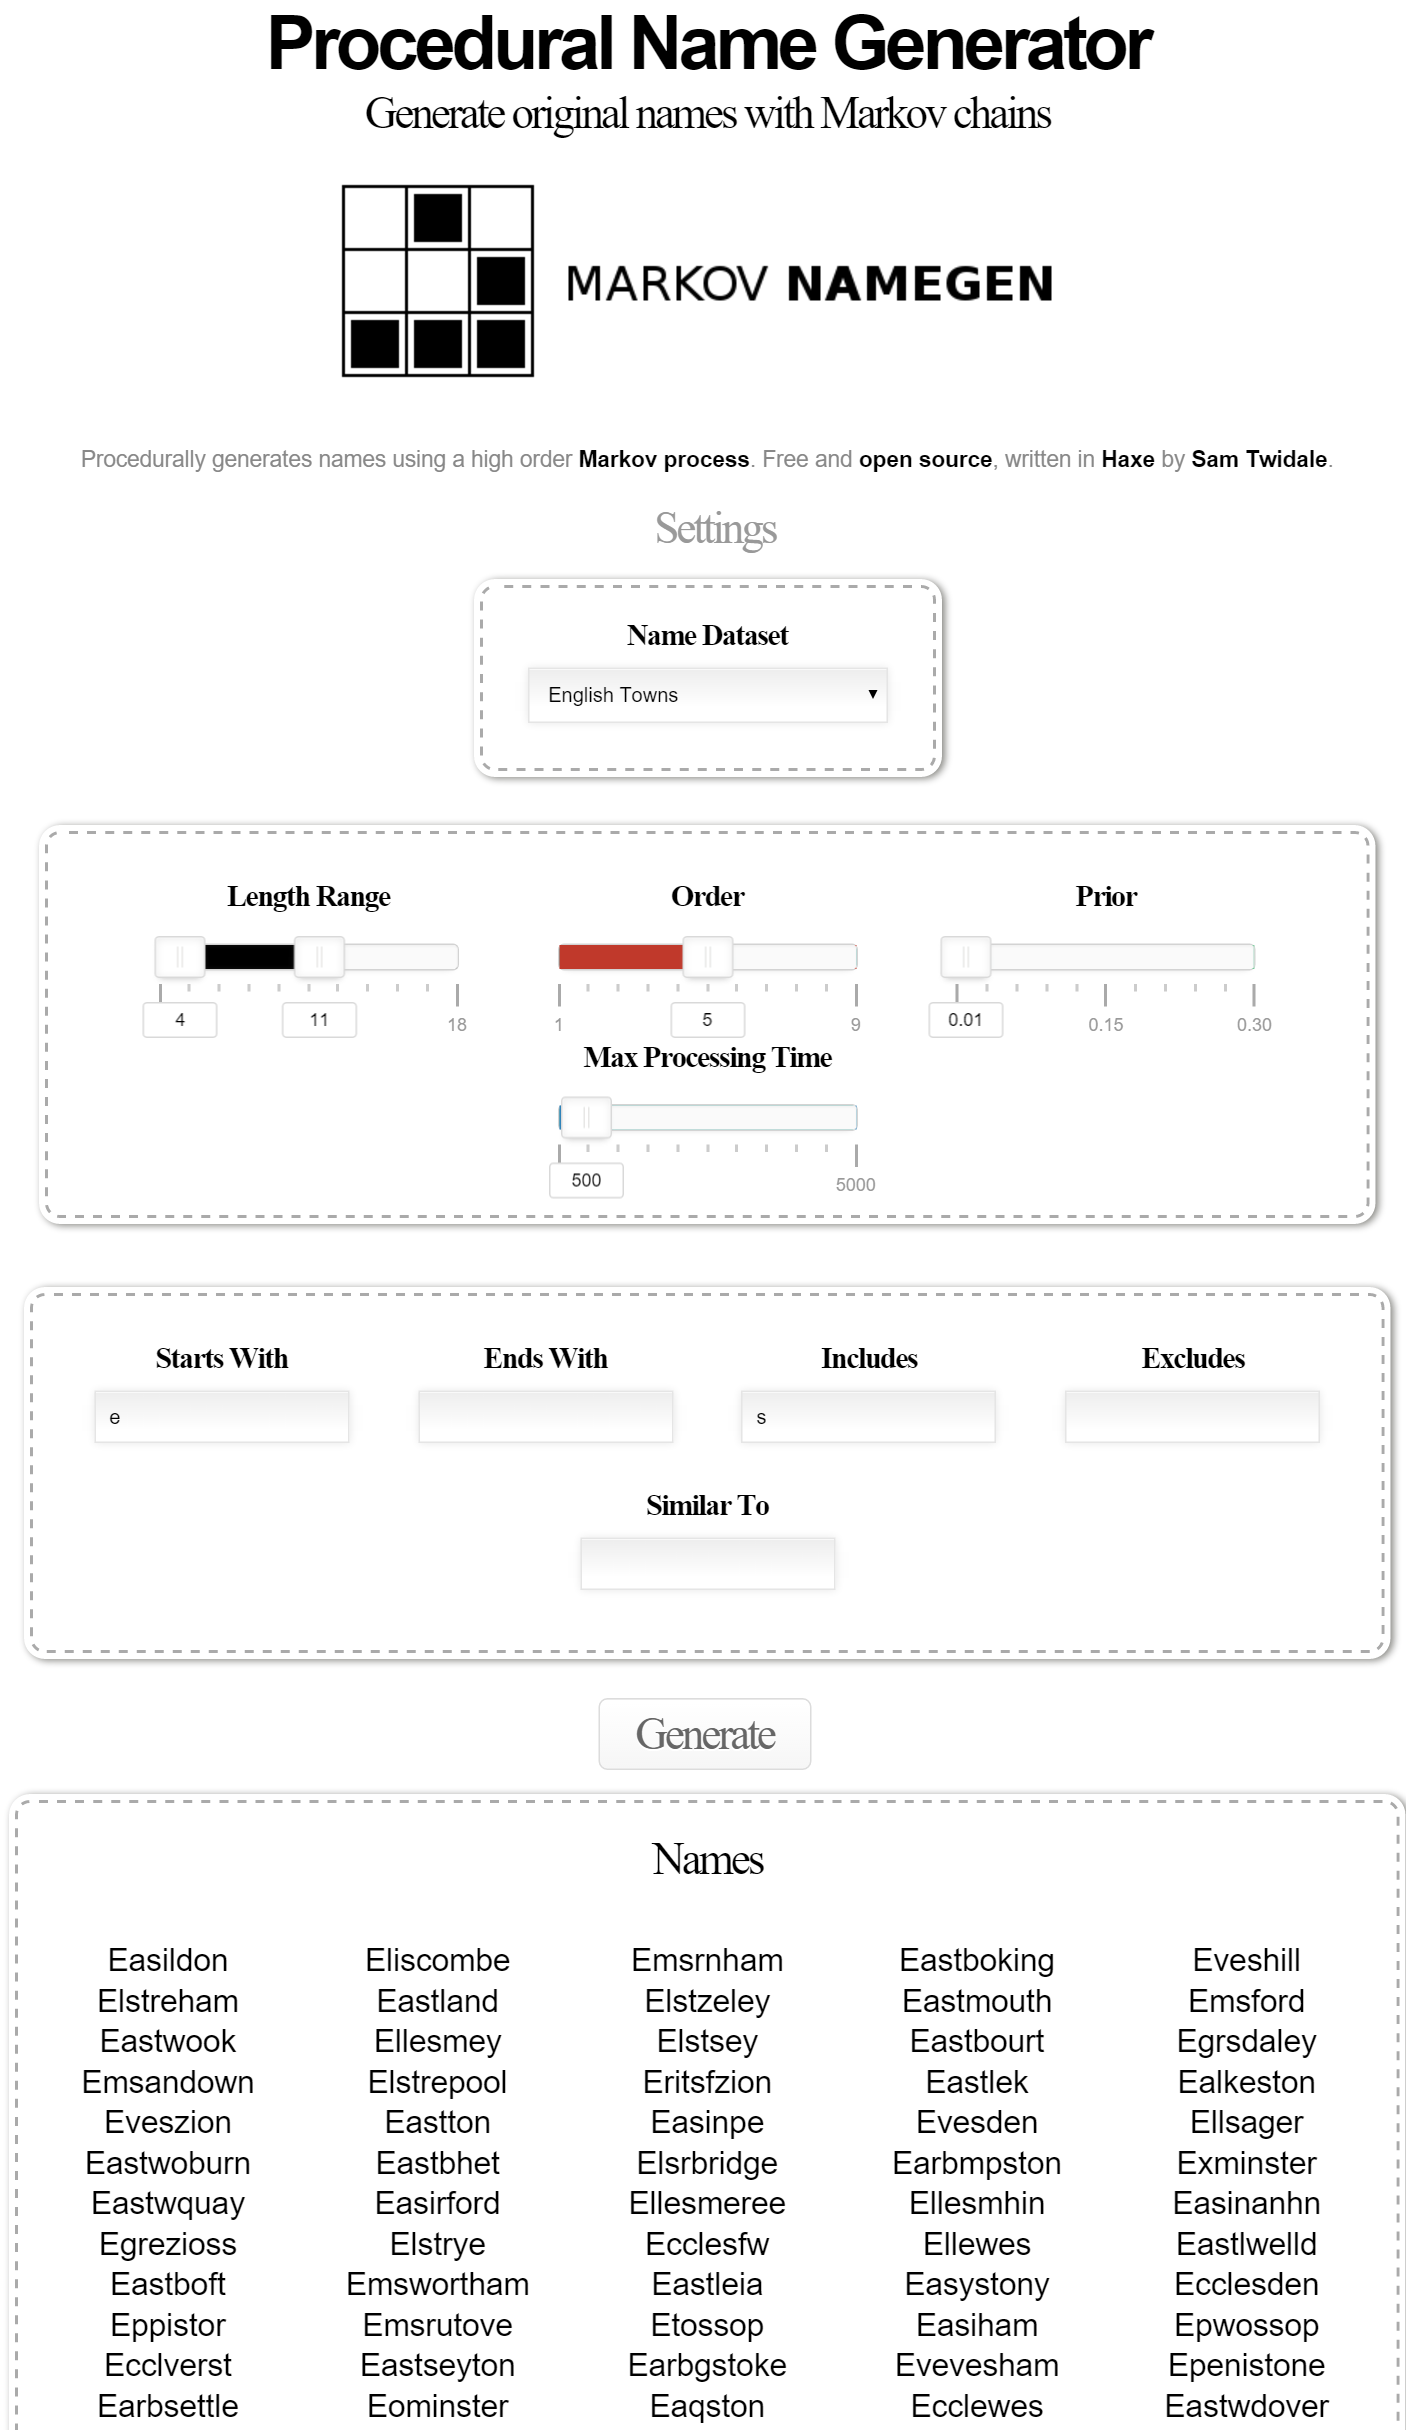 Procedural Name Generator
Generate original names with Markov chains
MARKOV NAMEGEN
Procedurally generates names using a high order Markov process. Free and open source, written in Haxe by Sam Twidale.
Settings
Name Dataset
English Towns
Length Range Order Prior
4 11 18 1 5 9 0.01 0.15 0.30
Max Processing Time
500 5000
Starts With Ends With Includes Excludes
e s
Similar To
Generate
Names
Easildon Eliscombe Emsrnham Eastboking Eveshill
Elstreham Eastland Elstzeley Eastmouth Emsford
Eastwook Ellesmey Elstsey Eastbourt Egrsdaley
Emsandown Elstrepool Eritsfzion Eastlek Ealkeston
Eveszion Eastton Easinpe Evesden Ellsager
Eastwoburn Eastbhet Elsrbridge Earbmpston Exminster
Eastwquay Easirford Ellesmeree Ellesmhin Easinanhn
Egrezioss Elstrye Ecclesfw Ellewes Eastlwelld
Eastboft Emswortham Eastleia Easystony Ecclesden
Eppistor Emsrutove Etossop Easiham Epwossop
Ecclverst Eastseyton Earbgstoke Evevesham Epenistone
Earbsettle Eominster Eaqston Ecclewes Eastwdover